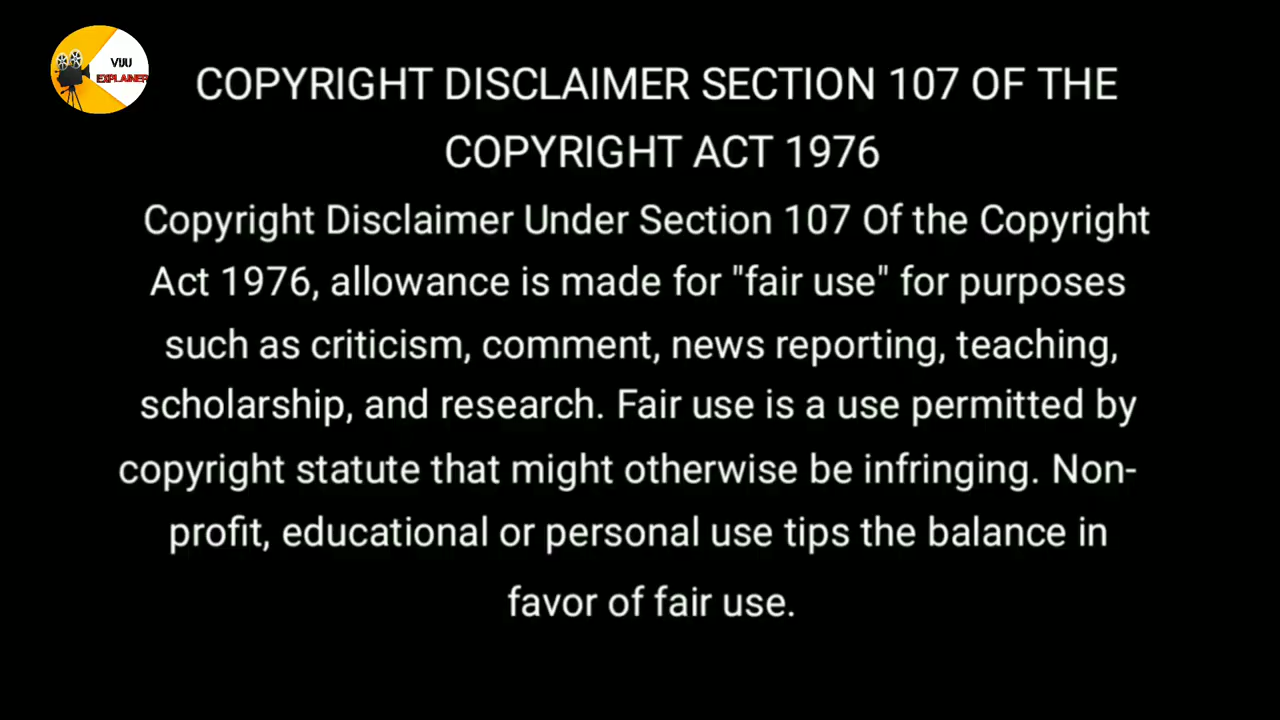 VIJU
EXPLAINER
COPYRIGHT DISCLAIMER SECTION 107 OF THE
COPYRIGHT ACT 1976
Copyright Disclaimer Under Section 107 Of the Copyright
Act 1976, allowance is made for "fair use" for purposes
such as criticism, comment, news reporting, teaching,
scholarship, and research. Fair use is a use permitted by
copyright statute that might otherwise be infringing. Non-
profit, educational or personal use tips the balance in
favor of fair use.